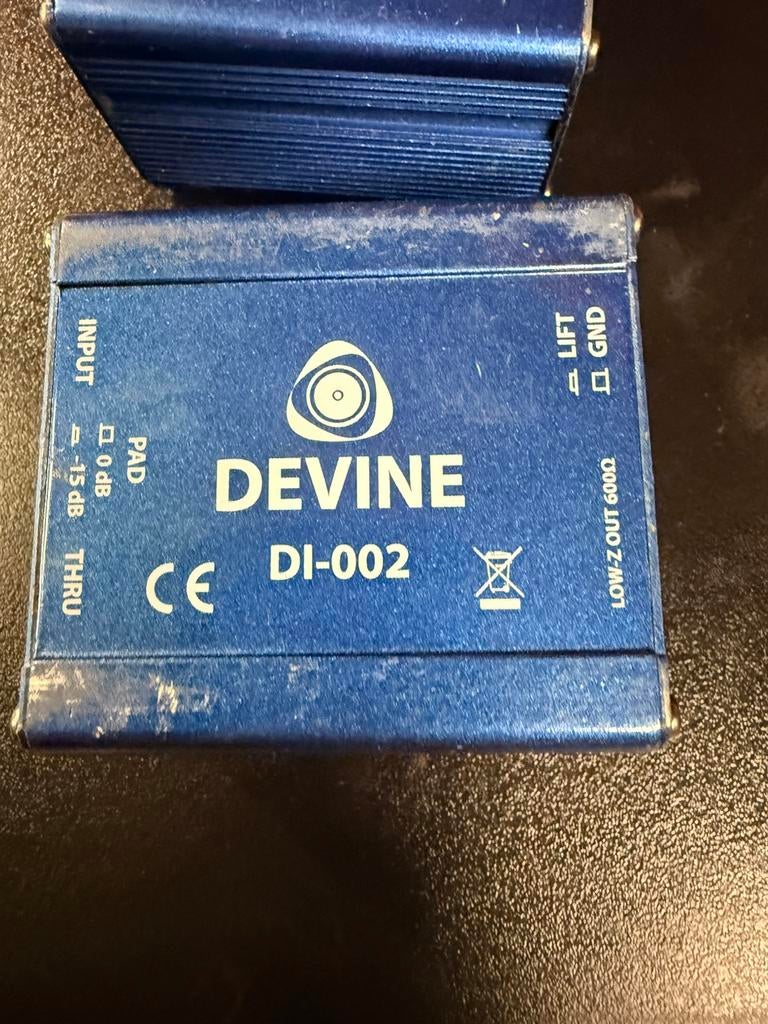 INPUT
PAD
0 dB
-15 dB
THRU
DEVINE
DI-002
CE
LIFT
GND
LOW-Z OUT 600Ω